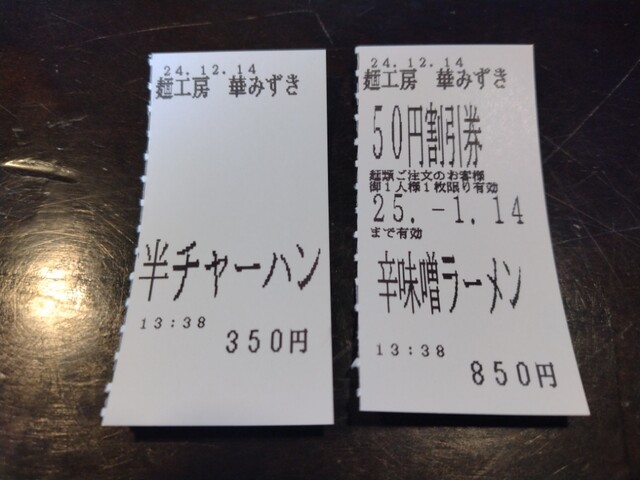 24.12.14
麺工房 華みずき
半チャーハン
13:38
350円
24.12.14
麺工房 華みずき
50円割引券
麺類ご注文のお客様
御1人様1枚限り有効
25.-1.14
まで有効
辛味噌ラーメン
13:38
850円